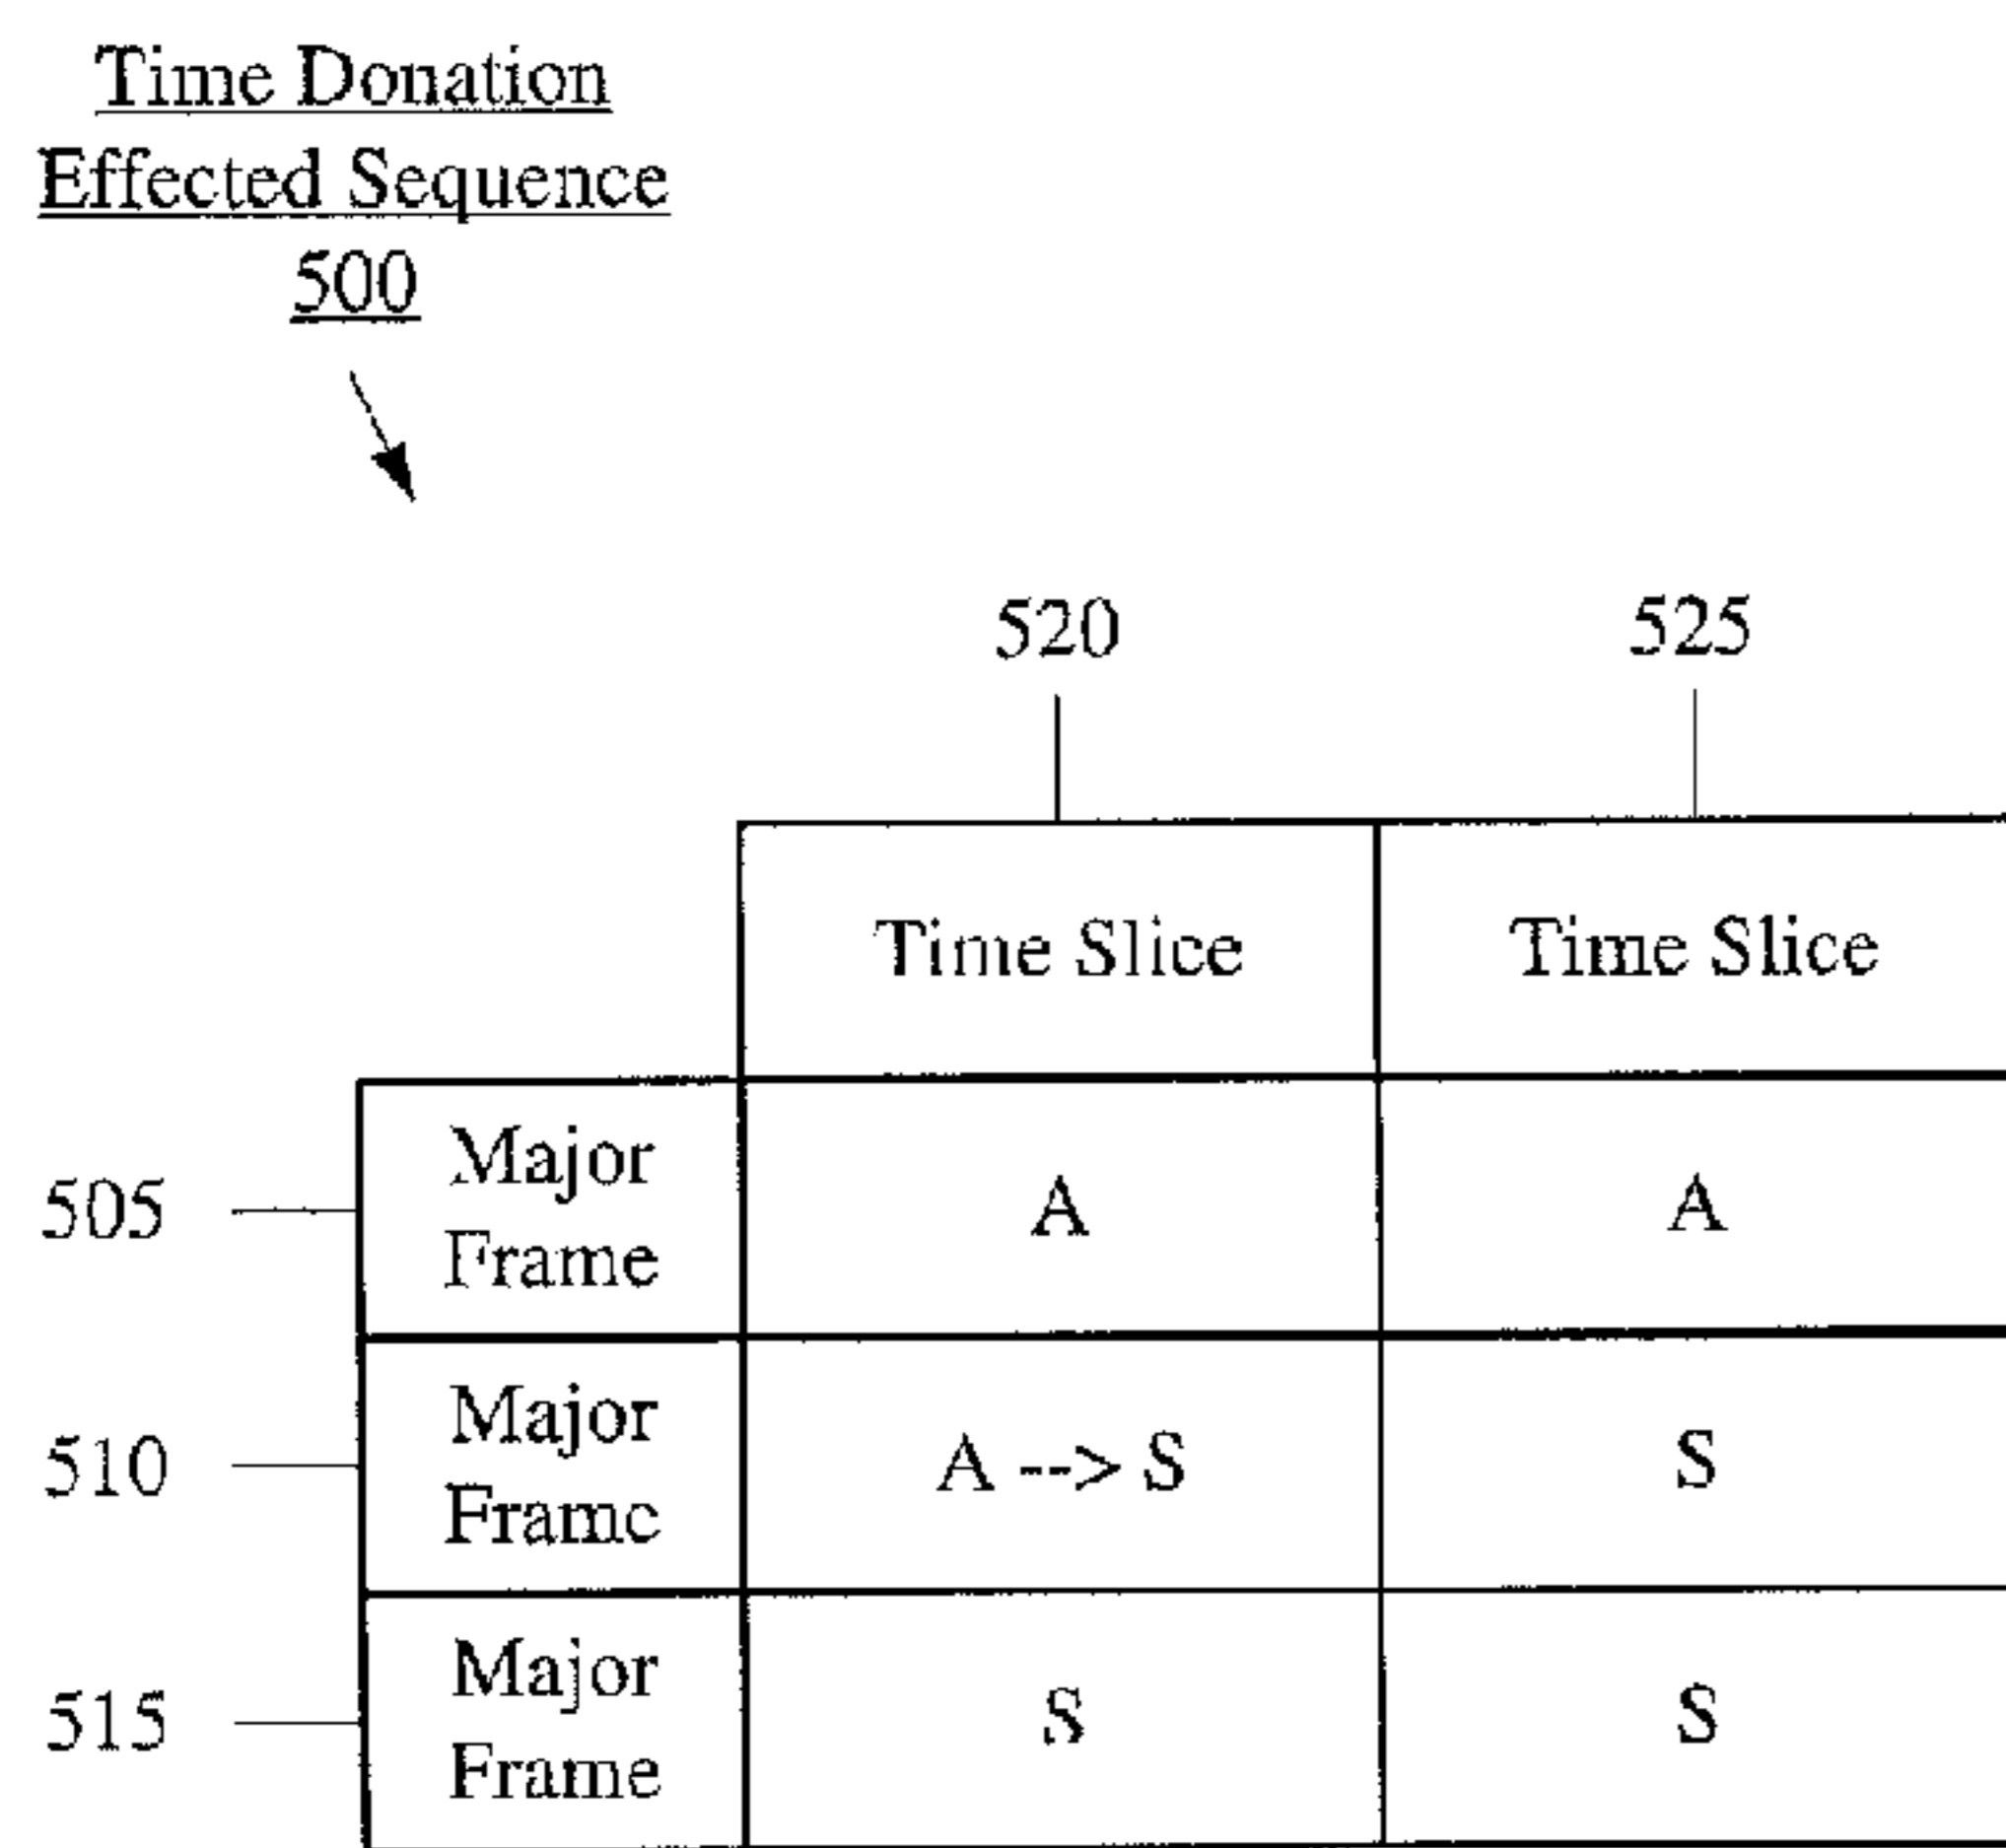 Time Donation
Effected Sequence
500
520 525
Time Slice Time Slice
505 Major Frame A A
510 Major Frame A --> S S
515 Major Frame S S